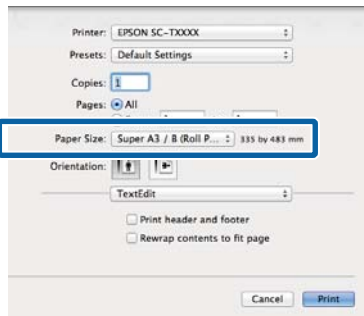 Printer: EPSON SC-TXXXX
Presets: Default Settings
Copies: 1
Pages: All
Paper Size: Super A3 / B (Roll P... 335 by 483 mm
Orientation:
TextEdit
Print header and footer
Rewrap contents to fit page
Cancel Print